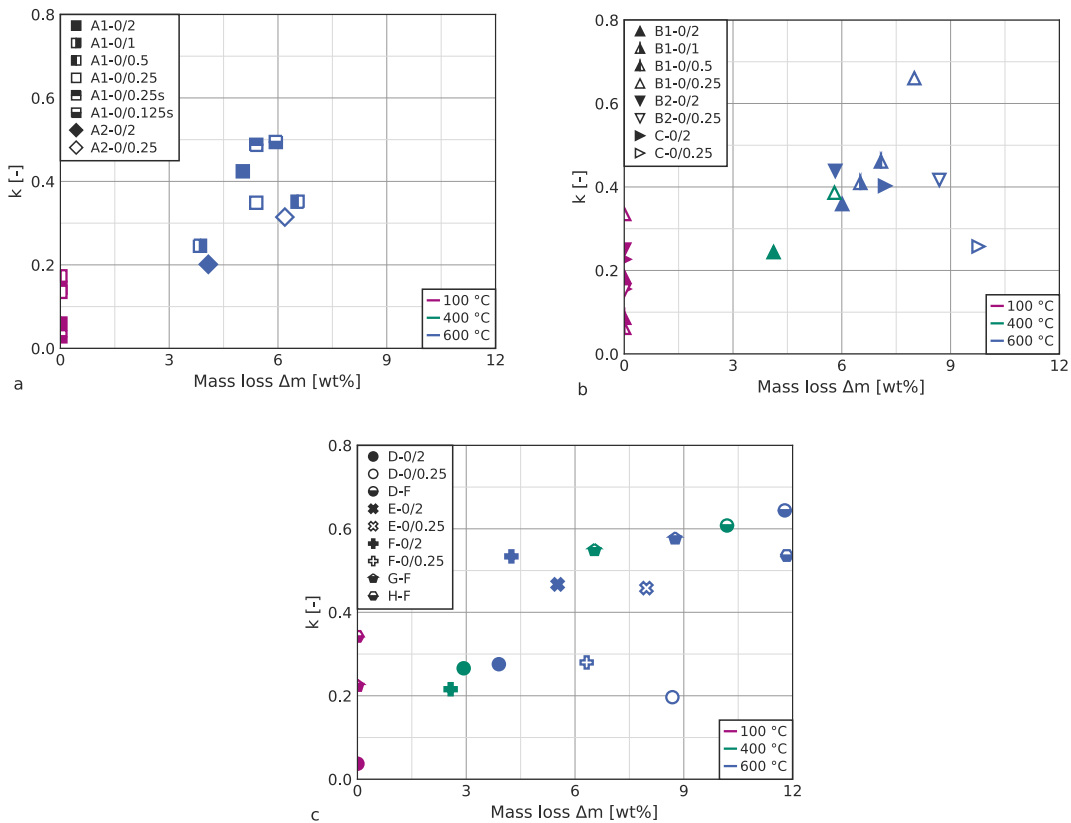 0.8
0.6
0.4
0.2
0.0
k [-]
A1-0/2
A1-0/1
A1-0/0.5
A1-0/0.25
A1-0/0.25s
A1-0/0.125s
A2-0/2
A2-0/0.25
100 °C
400 °C
600 °C
0 3 6 9 12
Mass loss Δm [wt%]
a
0.8
0.6
0.4
0.2
0.0
k [-]
B1-0/2
B1-0/1
B1-0/0.5
B1-0/0.25
B2-0/2
B2-0/0.25
C-0/2
C-0/0.25
100 °C
400 °C
600 °C
0 3 6 9 12
Mass loss Δm [wt%]
b
0.8
0.6
0.4
0.2
0.0
k [-]
D-0/2
D-0/0.25
D-F
E-0/2
E-0/0.25
F-0/2
F-0/0.25
G-F
H-F
100 °C
400 °C
600 °C
0 3 6 9 12
Mass loss Δm [wt%]
c